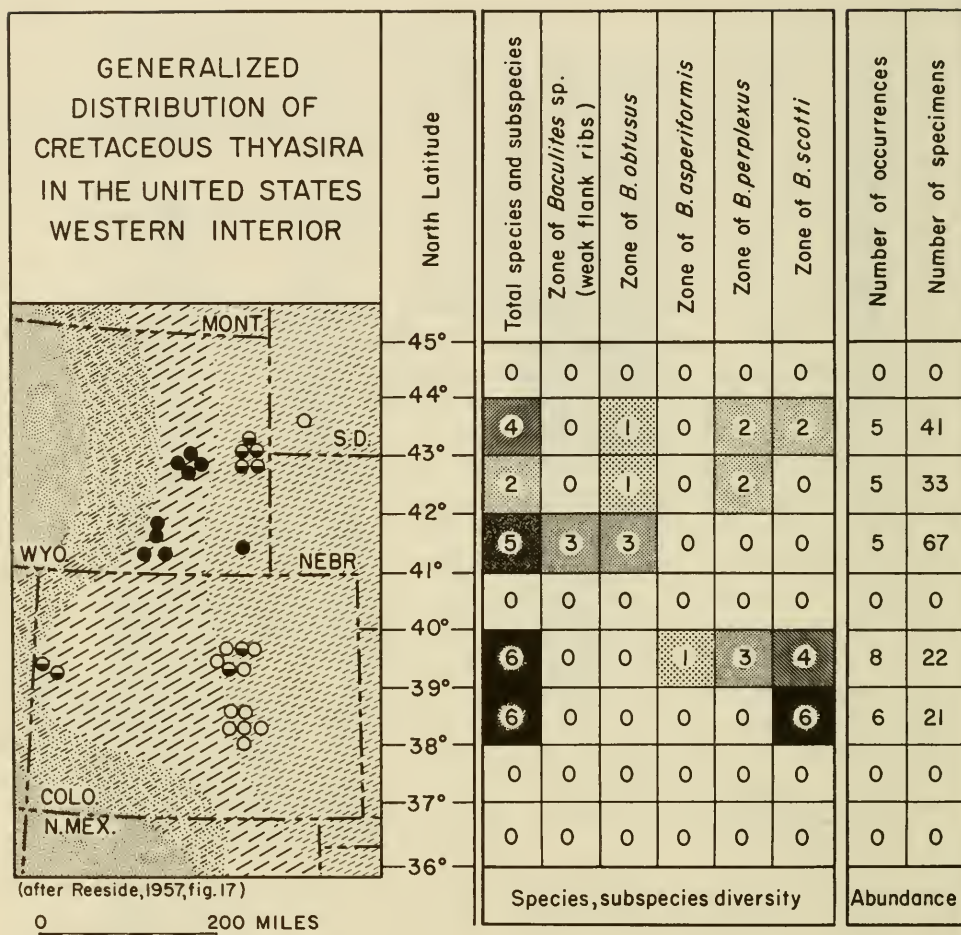 GENERALIZED
DISTRIBUTION OF
CRETACEOUS THYASIRA
IN THE UNITED STATES
WESTERN INTERIOR
North Latitude
Total species and subspecies
Zone of Baculites sp.
(weak flank ribs)
Zone of B. obtusus
Zone of B. asperiformis
Zone of B. perplexus
Zone of B. scotti
Number of occurrences
Number of specimens
MONT.
S.D.
WYO.
NEBR.
COLO.
N.MEX.
45°
0 0 0 0 0 0 0 0
44°
4 0 1 0 2 2 5 41
43°
2 0 1 0 2 0 5 33
42°
5 3 3 0 0 0 5 67
41°
0 0 0 0 0 0 0 0
40°
6 0 0 1 3 4 8 22
39°
6 0 0 0 0 6 6 21
38°
0 0 0 0 0 0 0 0
37°
0 0 0 0 0 0 0 0
36°
(after Reeside, 1957, fig. 17)
0 200 MILES
Species, subspecies diversity
Abundance